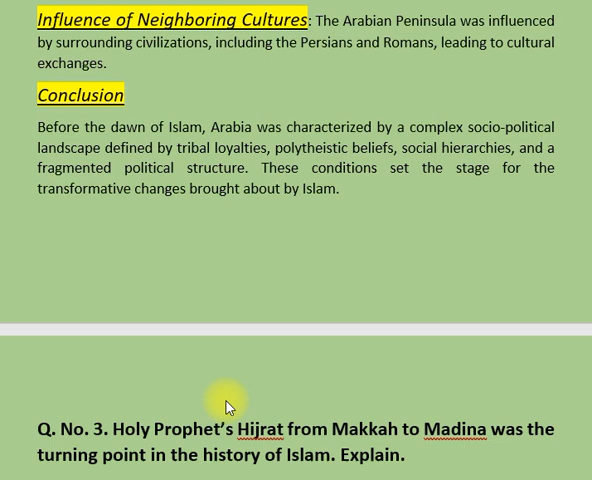 Influence of Neighboring Cultures: The Arabian Peninsula was influenced
by surrounding civilizations, including the Persians and Romans, leading to cultural
exchanges.
Conclusion
Before the dawn of Islam, Arabia was characterized by a complex socio-political
landscape defined by tribal loyalties, polytheistic beliefs, social hierarchies, and a
fragmented political structure. These conditions set the stage for the
transformative changes brought about by Islam.
Q. No. 3. Holy Prophet’s Hijrat from Makkah to Madina was the
turning point in the history of Islam. Explain.